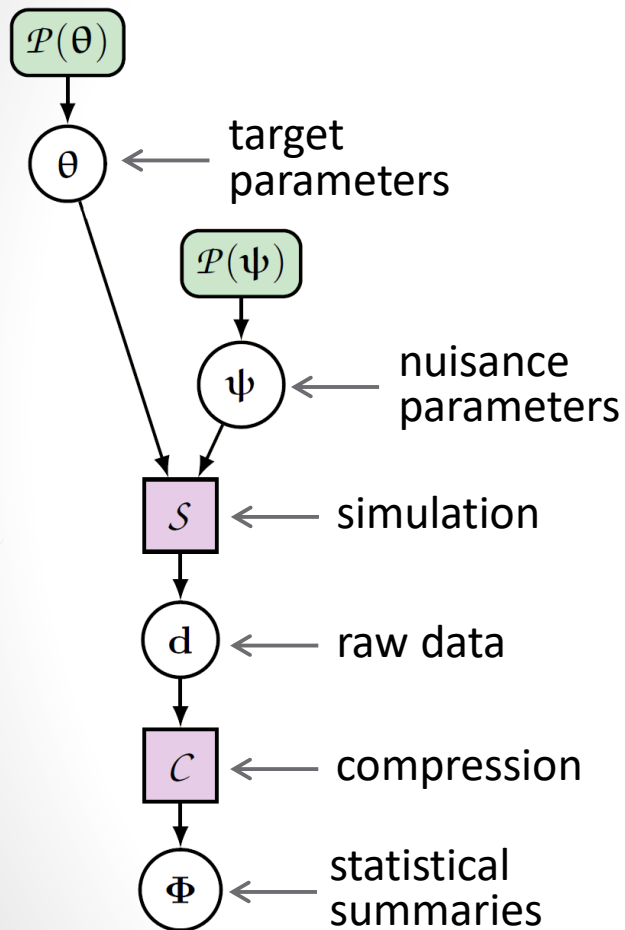 𝒫(θ)
θ
target
parameters
𝒫(ψ)
ψ
nuisance
parameters
𝒮
simulation
d
raw data
𝒞
compression
Φ
statistical
summaries